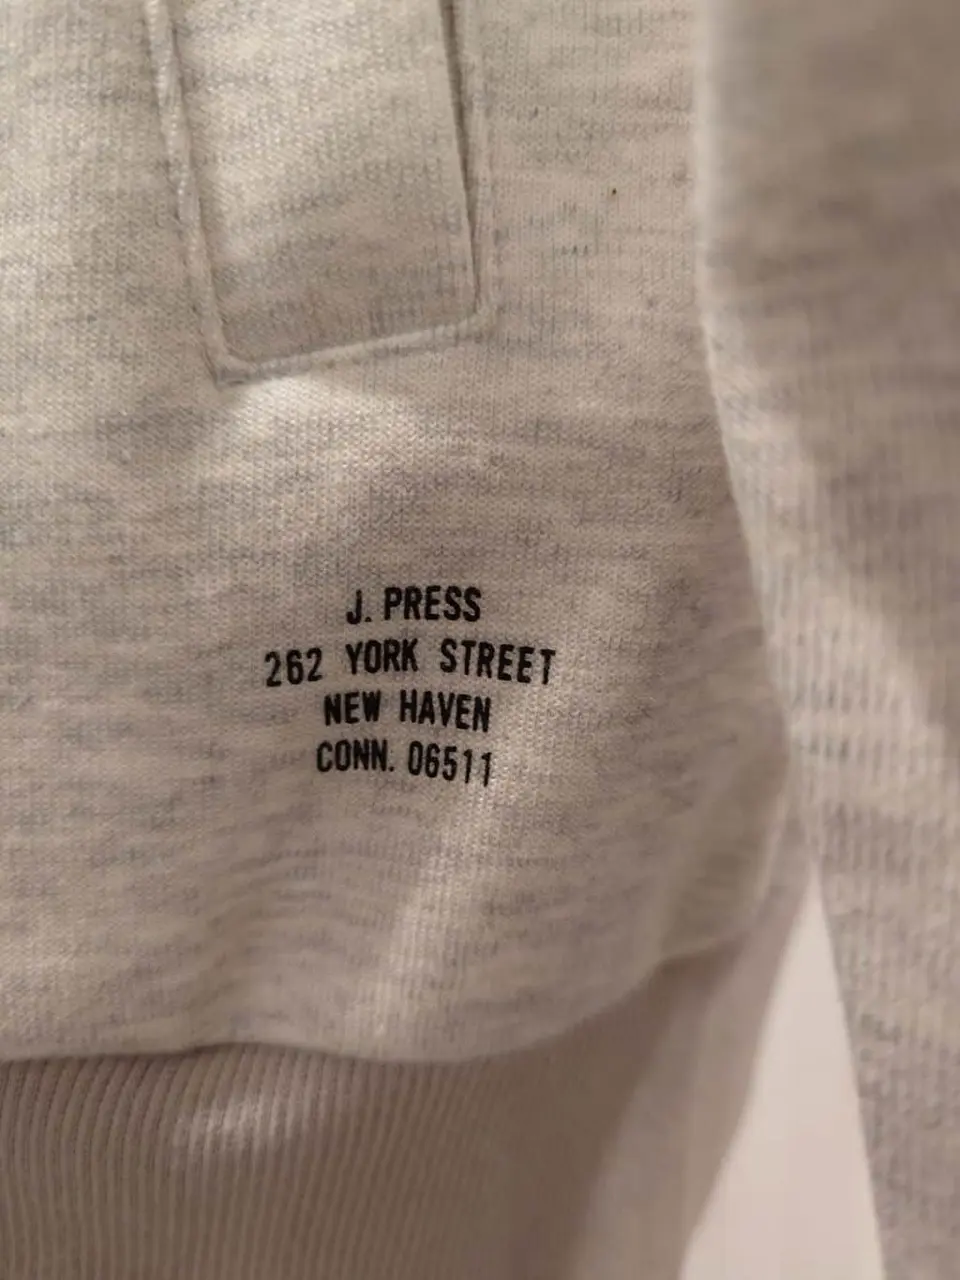 J. PRESS
262 YORK STREET
NEW HAVEN
CONN. 06511